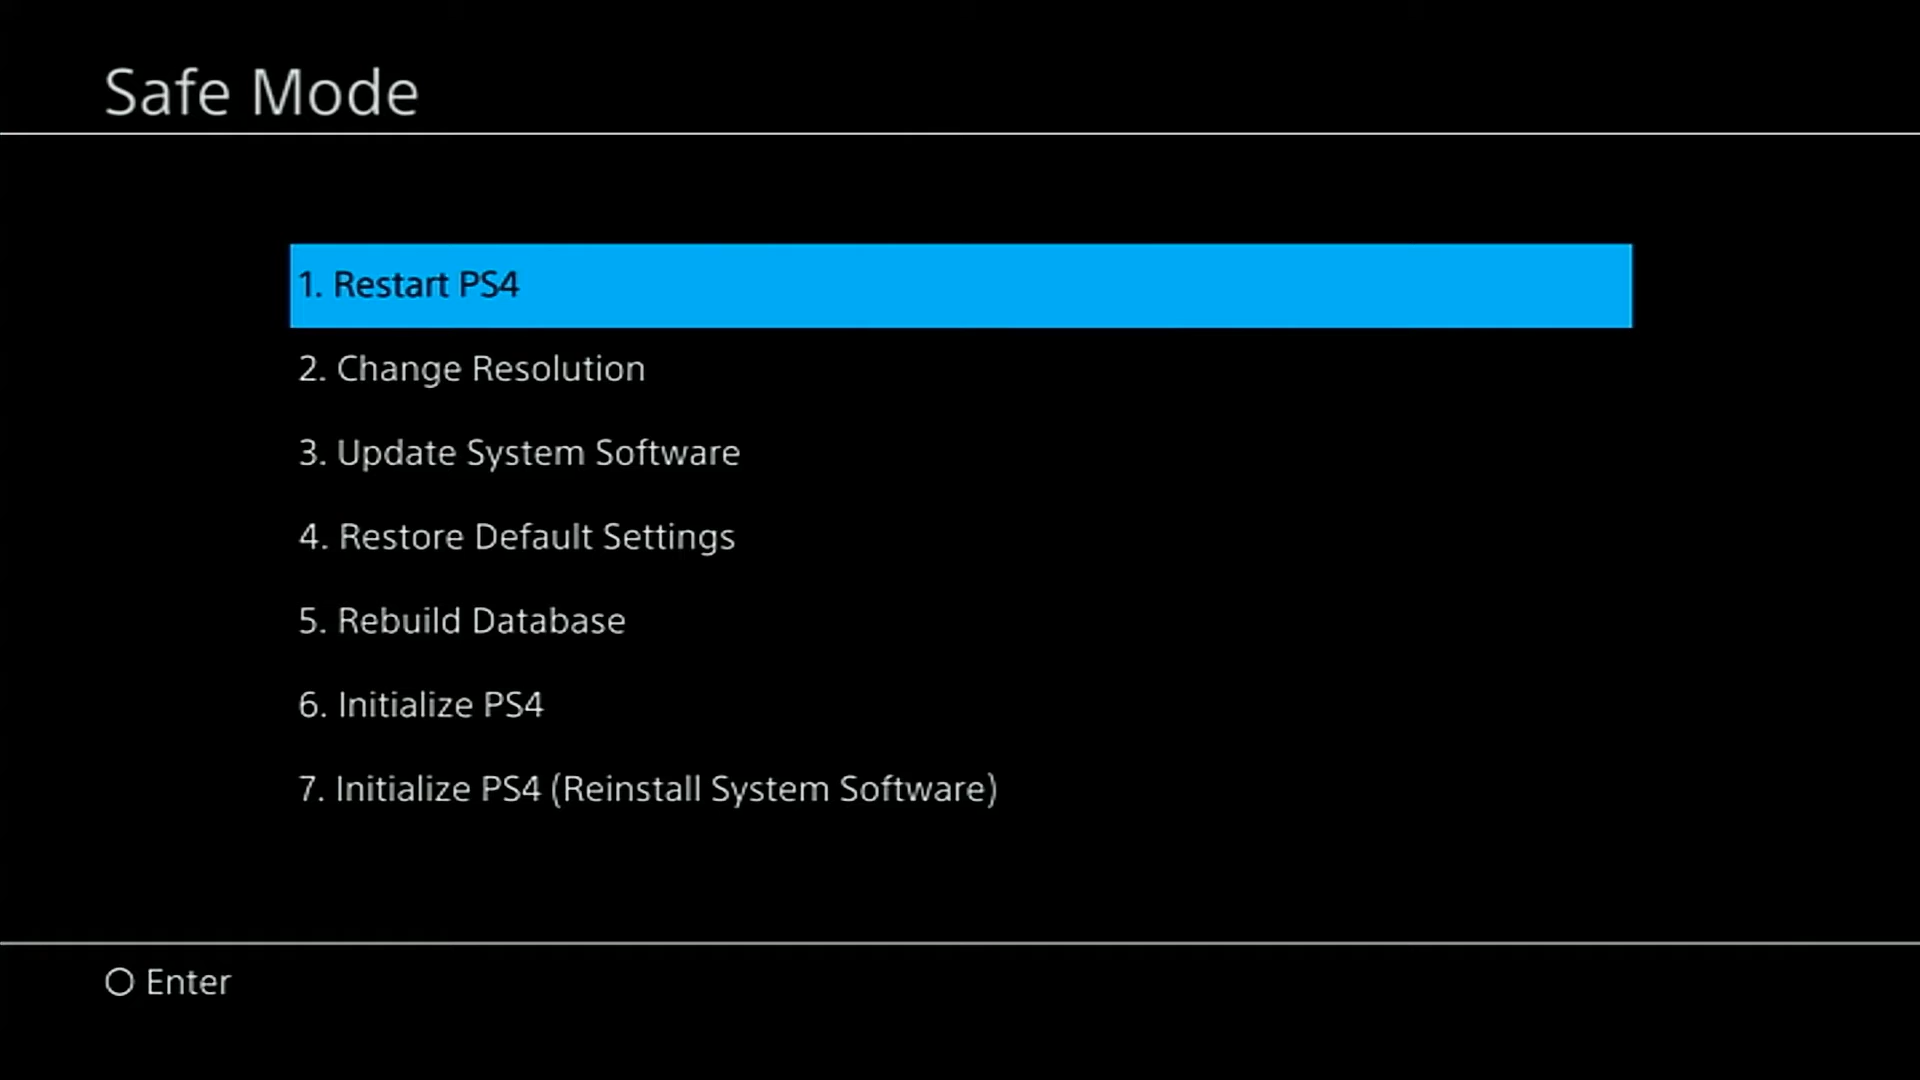 Safe Mode
1. Restart PS4
2. Change Resolution
3. Update System Software
4. Restore Default Settings
5. Rebuild Database
6. Initialize PS4
7. Initialize PS4 (Reinstall System Software)
Enter